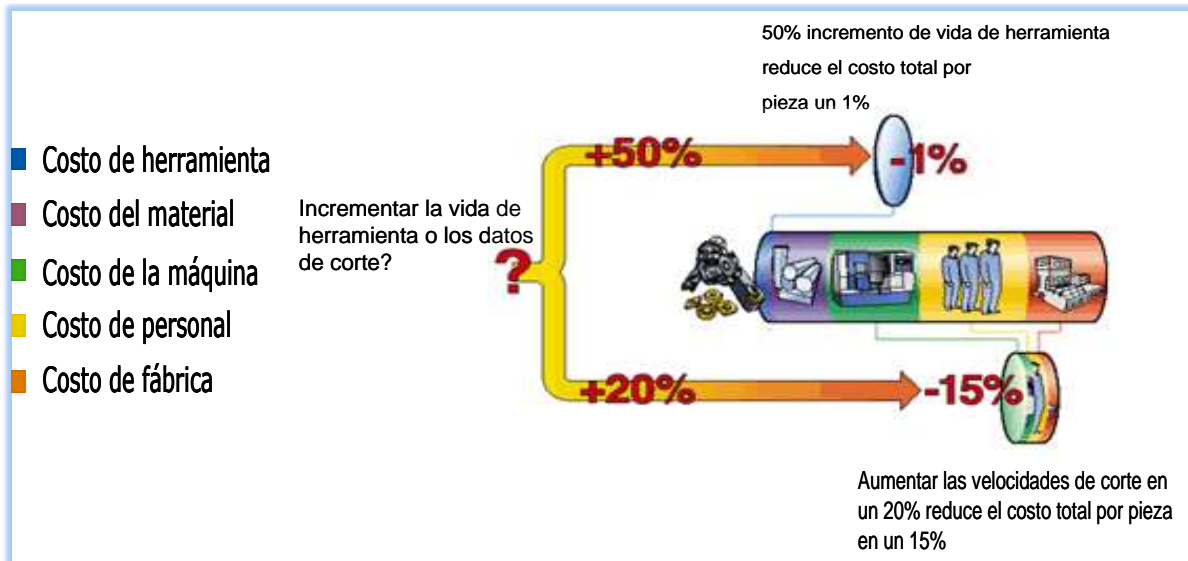 50% incremento de vida de herramienta
reduce el costo total por
pieza un 1%
Costo de herramienta
Costo del material
Costo de la máquina
Costo de personal
Costo de fábrica
Incrementar la vida de
herramienta o los datos
de corte?
?
+50%
-1%
+20%
-15%
Aumentar las velocidades de corte en
un 20% reduce el costo total por pieza
en un 15%